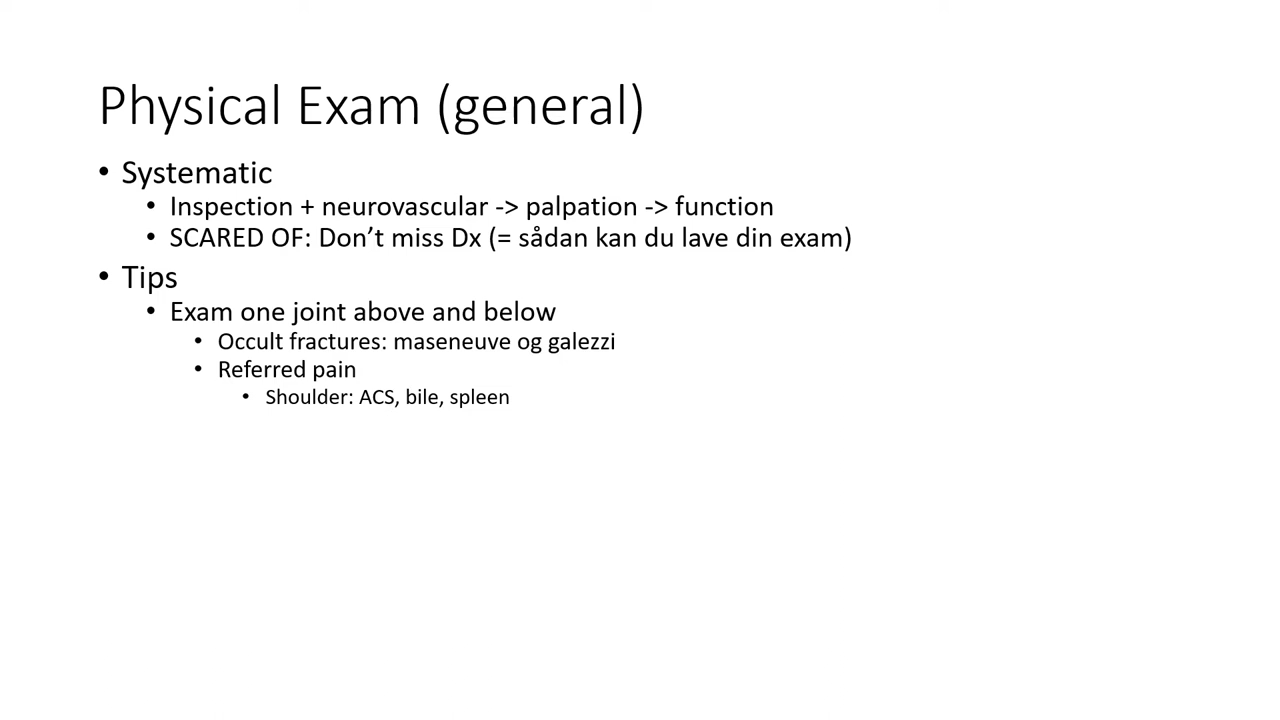 Physical Exam (general)
• Systematic
• Inspection + neurovascular -> palpation -> function
• SCARED OF: Don’t miss Dx (= sådan kan du lave din exam)
• Tips
• Exam one joint above and below
• Occult fractures: maseneuve og galezzi
• Referred pain
• Shoulder: ACS, bile, spleen